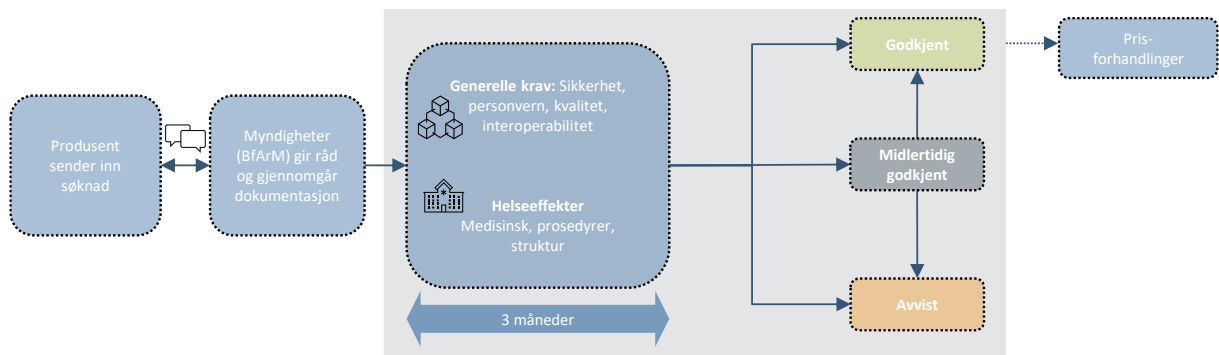 Produsent
sender inn
søknad
Myndigheter
(BfArM) gir råd
og gjennomgår
dokumentasjon
Generelle krav: Sikkerhet,
personvern, kvalitet,
interoperabilitet
Helseeffekter
Medisinsk, prosedyrer,
struktur
3 måneder
Godkjent
Midlertidig
godkjent
Avvist
Pris-
forhandlinger